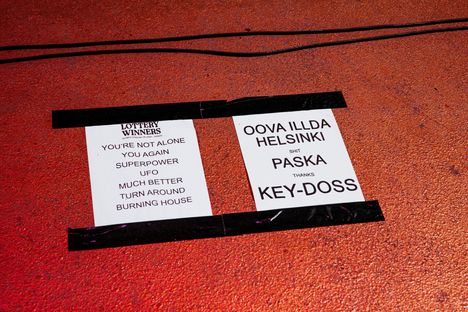 LOTTERY
WINNERS
YOU'RE NOT ALONE
YOU AGAIN
SUPERPOWER
UFO
MUCH BETTER
TURN AROUND
BURNING HOUSE
OOVA ILLDA
HELSINKI
SHIT
PASKA
THANKS
KEY-DOSS